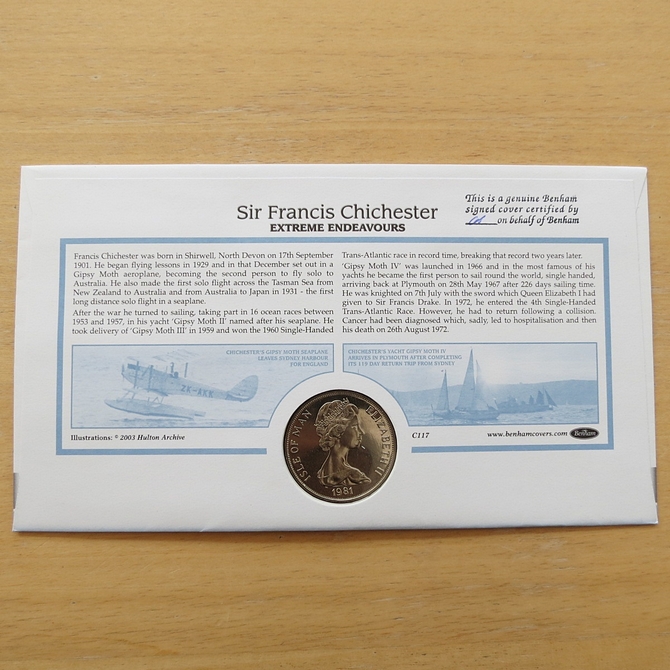 This is a genuine Benham
signed cover certified by
on behalf of Benham
Sir Francis Chichester
EXTREME ENDEAVOURS
Francis Chichester was born in Shirwell, North Devon on 17th September
1901. He began flying lessons in 1929 and in that December set out in a
Gipsy Moth aeroplane, becoming the second person to fly solo to
Australia. He also made the first solo flight across the Tasman Sea from
New Zealand to Australia and from Australia to Japan in 1931 - the first
long distance solo flight in a seaplane.
After the war he turned to sailing, taking part in 16 ocean races between
1953 and 1957, in his yacht 'Gipsy Moth II' named after his seaplane. He
took delivery of 'Gipsy Moth III' in 1959 and won the 1960 Single-Handed
Trans-Atlantic race in record time, breaking that record two years later.
'Gipsy Moth IV' was launched in 1966 and in the most famous of his
yachts he became the first person to sail round the world, single handed,
arriving back at Plymouth on 28th May 1967 after 226 days sailing time.
He was knighted on 7th July with the sword which Queen Elizabeth I had
given to Sir Francis Drake. In 1972, he entered the 4th Single-Handed
Trans-Atlantic Race. However, he had to return following a collision.
Cancer had been diagnosed which, sadly, led to hospitalisation and then
his death on 26th August 1972.
CHICHESTER'S GIPSY MOTH SEAPLANE
LEAVES SYDNEY HARBOUR
FOR ENGLAND
ZK-AKK
CHICHESTER'S YACHT GIPSY MOTH IV
ARRIVES IN PLYMOUTH AFTER COMPLETING
ITS 119 DAY RETURN TRIP FROM SYDNEY
Illustrations: © 2003 Hulton Archive
C117
www.benhamcovers.com
Benham
ISLE OF MAN
ELIZABETH II
1981